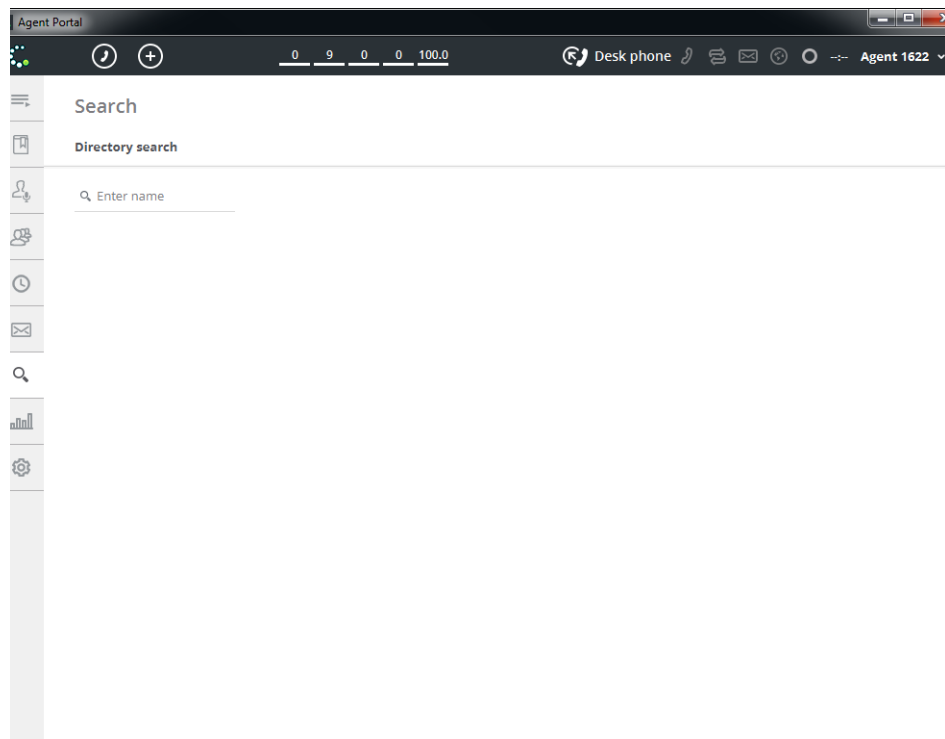 Agent Portal
0 9 0 0 100.0 Desk phone --:-- Agent 1622
Search
Directory search
Enter name